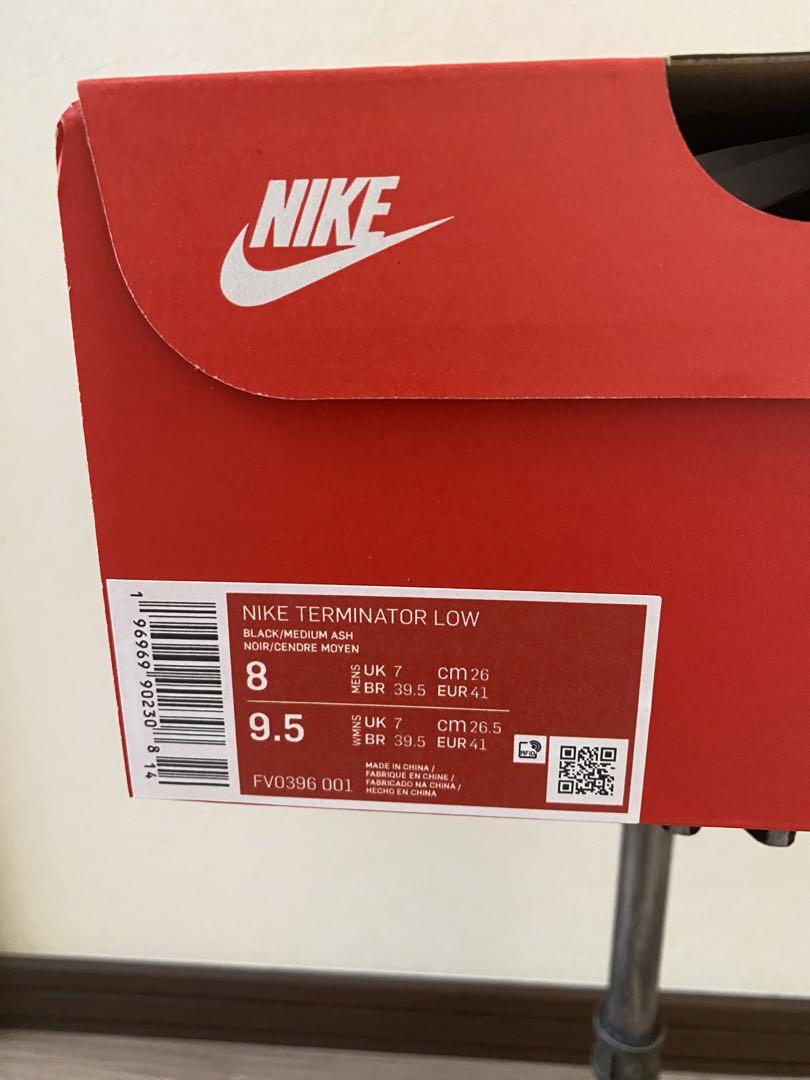 NIKE
NIKE TERMINATOR LOW
BLACK/MEDIUM ASH
NOIR/CENDRE MOYEN
8 MENS UK 7 cm 26
BR 39.5 EUR 41
9.5 WMNS UK 7 cm 26.5
BR 39.5 EUR 41
FV0396 001
MADE IN CHINA /
FABRIQUE EN CHINE /
FABRICADO NA CHINA /
HECHO EN CHINA
RFID
1 96969 90230 8 14